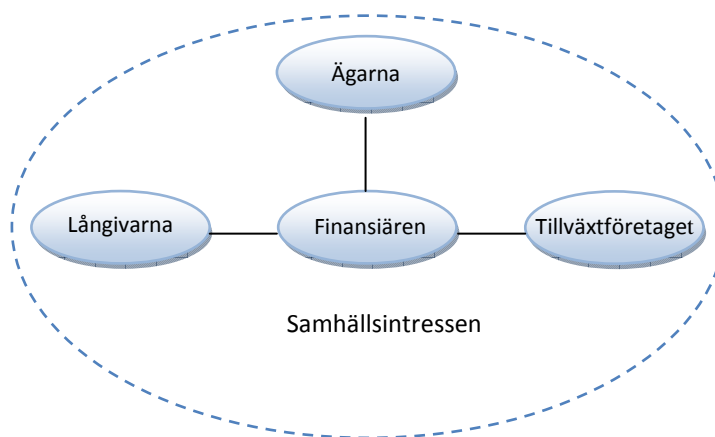 Ägarna
Långivarna
Finansiären
Tillväxtföretaget
Samhällsintressen